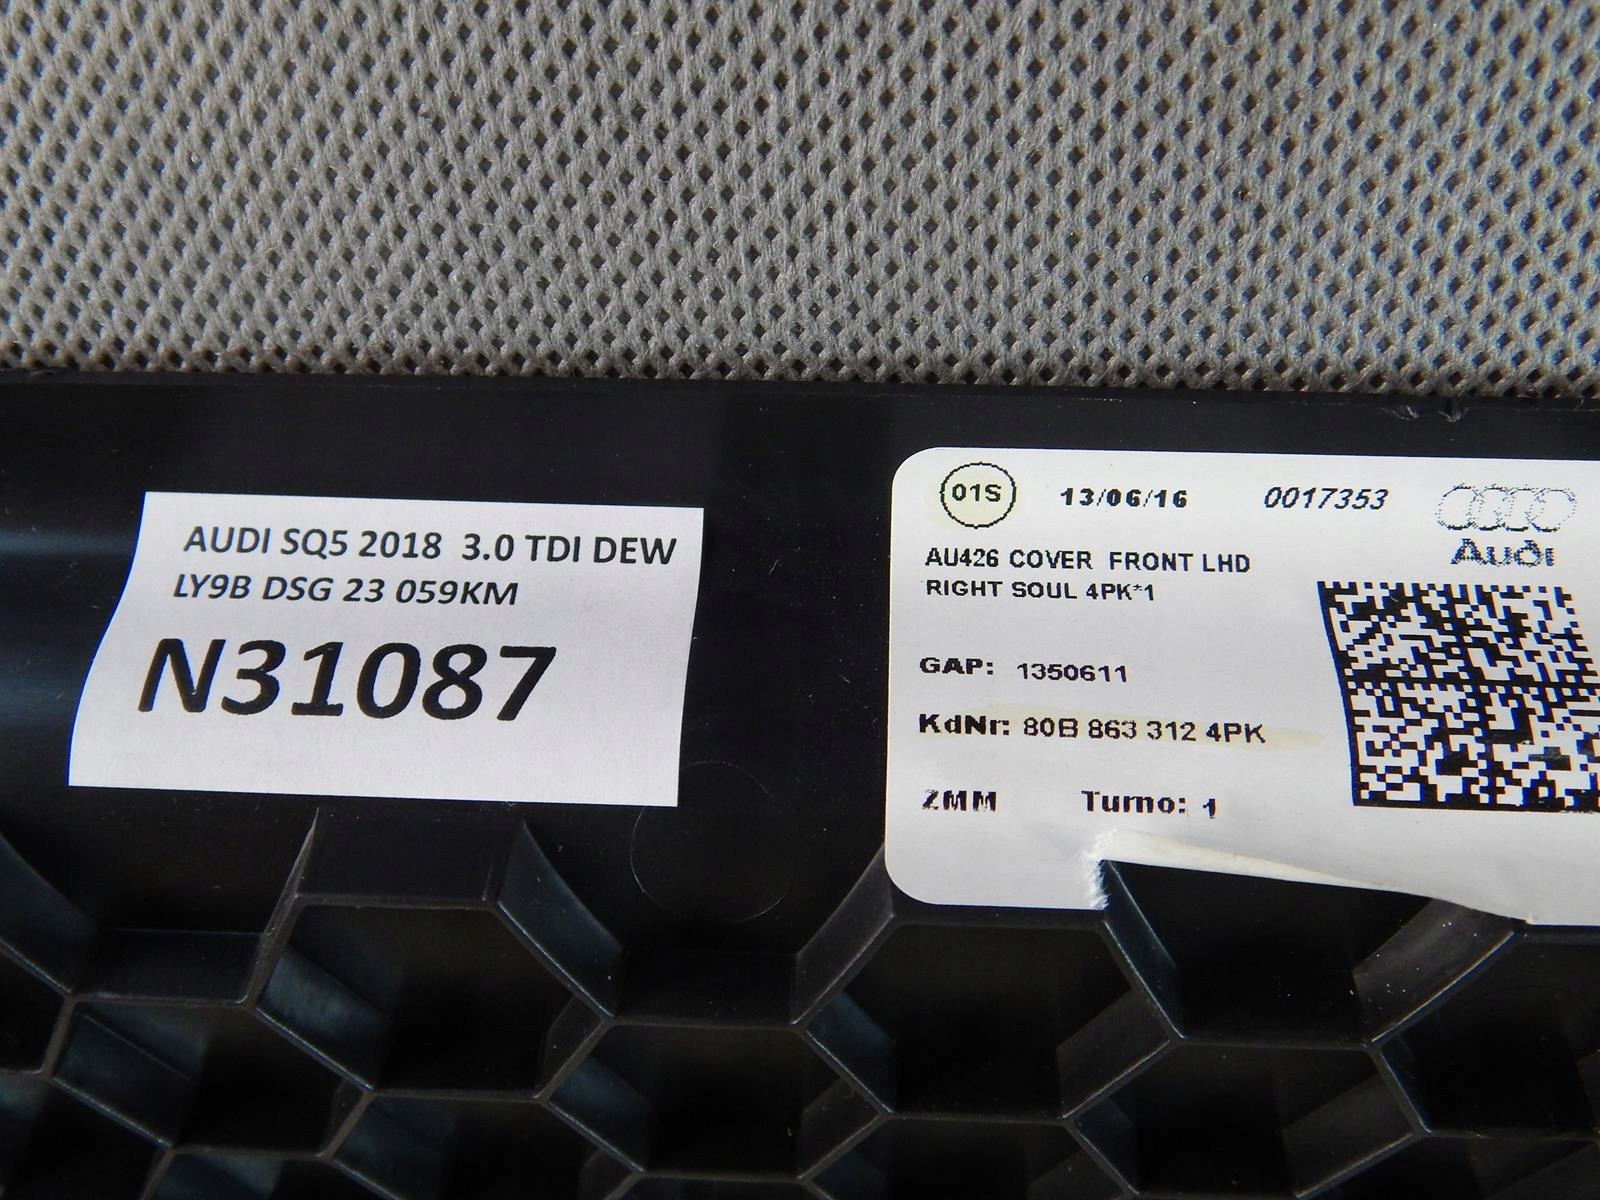 AUDI SQ5 2018 3.0 TDI DEW
LY9B DSG 23 059KM
N31087
01S 13/06/16 0017353
Audi
AU426 COVER FRONT LHD
RIGHT SOUL 4PK*1
GAP: 1350611
KdNr: 80B 863 312 4PK
ZMM Turno: 1